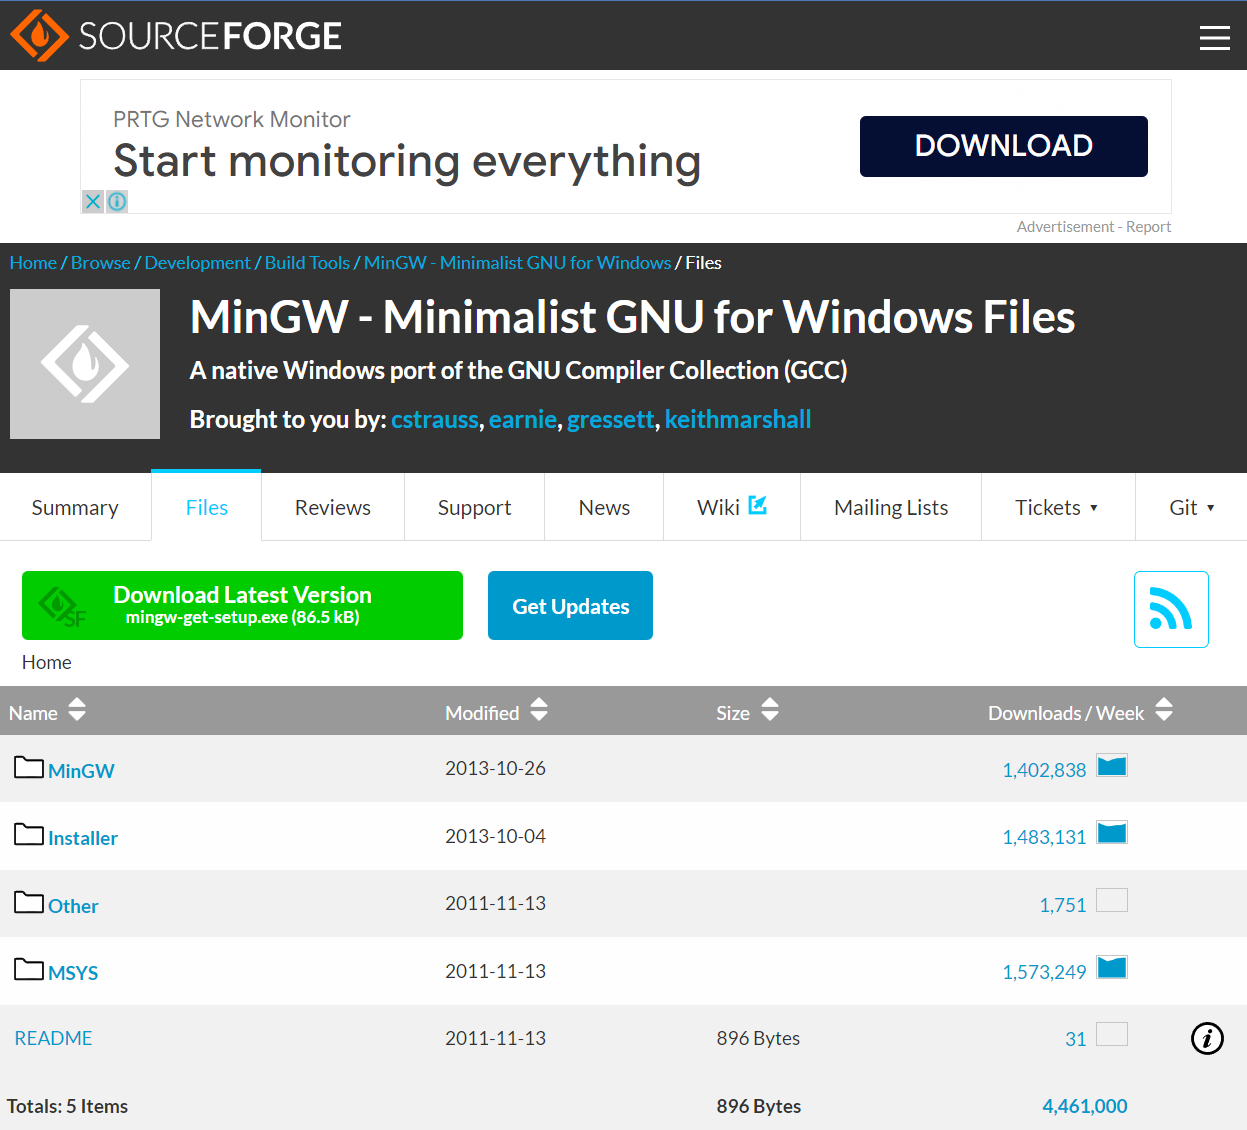 SOURCEFORGE
PRTG Network Monitor
Start monitoring everything
DOWNLOAD
Advertisement - Report
Home / Browse / Development / Build Tools / MinGW - Minimalist GNU for Windows / Files
MinGW - Minimalist GNU for Windows Files
A native Windows port of the GNU Compiler Collection (GCC)
Brought to you by: cstrauss, earnie, gressett, keithmarshall
Summary Files Reviews Support News Wiki Mailing Lists Tickets ▾ Git ▾
SF
Download Latest Version
mingw-get-setup.exe (86.5 kB)
Get Updates
Home
Name Modified Size Downloads / Week
MinGW 2013-10-26 1,402,838
Installer 2013-10-04 1,483,131
Other 2011-11-13 1,751
MSYS 2011-11-13 1,573,249
README 2011-11-13 896 Bytes 31
Totals: 5 Items 896 Bytes 4,461,000